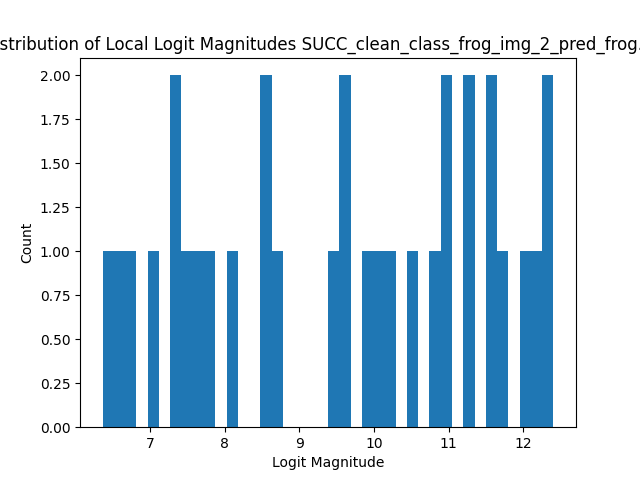 stribution of Local Logit Magnitudes SUCC_clean_class_frog_img_2_pred_frog.
2.00
1.75
1.50
1.25
1.00
0.75
0.50
0.25
0.00
Count
7 8 9 10 11 12
Logit Magnitude